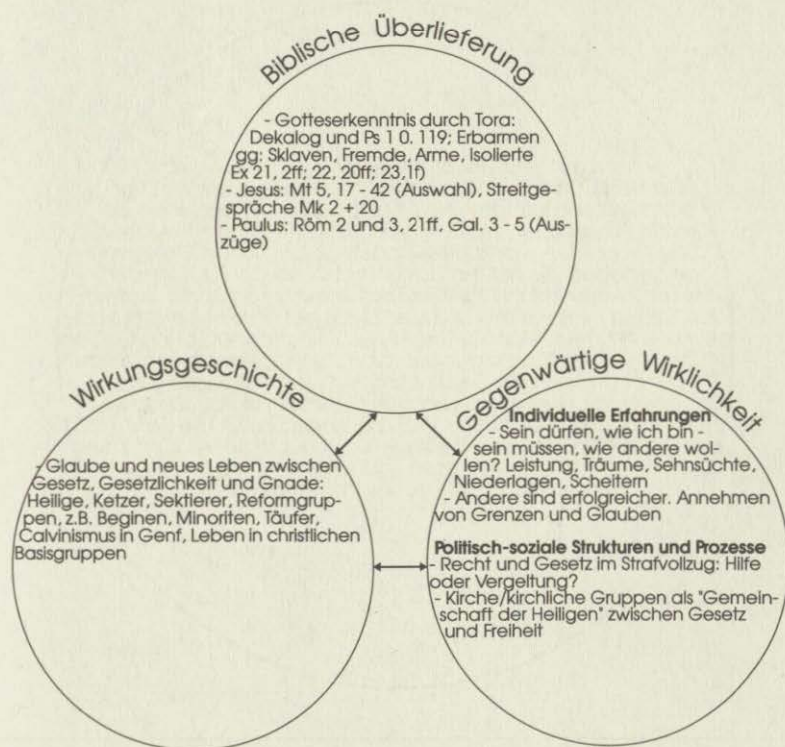 Biblische Überlieferung
- Gotteserkenntnis durch Tora:
Dekalog und Ps 1 0. 119; Erbarmen
gg: Sklaven, Fremde, Arme, Isolierte
Ex 21, 2ff; 22, 20ff; 23,1f)
- Jesus: Mt 5, 17 - 42 (Auswahl), Streitge-
spräche Mk 2 + 20
- Paulus: Röm 2 und 3, 21ff, Gal. 3 - 5 (Aus-
züge)
Wirkungsgeschichte
- Glaube und neues Leben zwischen
Gesetz, Gesetzlichkeit und Gnade:
Heilige, Ketzer, Sektierer, Reformgrup-
pen, z.B. Beginen, Minoriten, Täufer,
Calvinismus in Genf, Leben in christlichen
Basisgruppen
Gegenwärtige Wirklichkeit
Individuelle Erfahrungen
- Sein dürfen, wie ich bin -
sein müssen, wie andere wol-
len? Leistung, Träume, Sehnsüchte,
Niederlagen, Scheitern
- Andere sind erfolgreicher. Annehmen
von Grenzen und Glauben
Politisch-soziale Strukturen und Prozesse
- Recht und Gesetz im Strafvollzug: Hilfe
oder Vergeltung?
- Kirche/kirchliche Gruppen als "Gemein-
schaft der Heiligen" zwischen Gesetz
und Freiheit